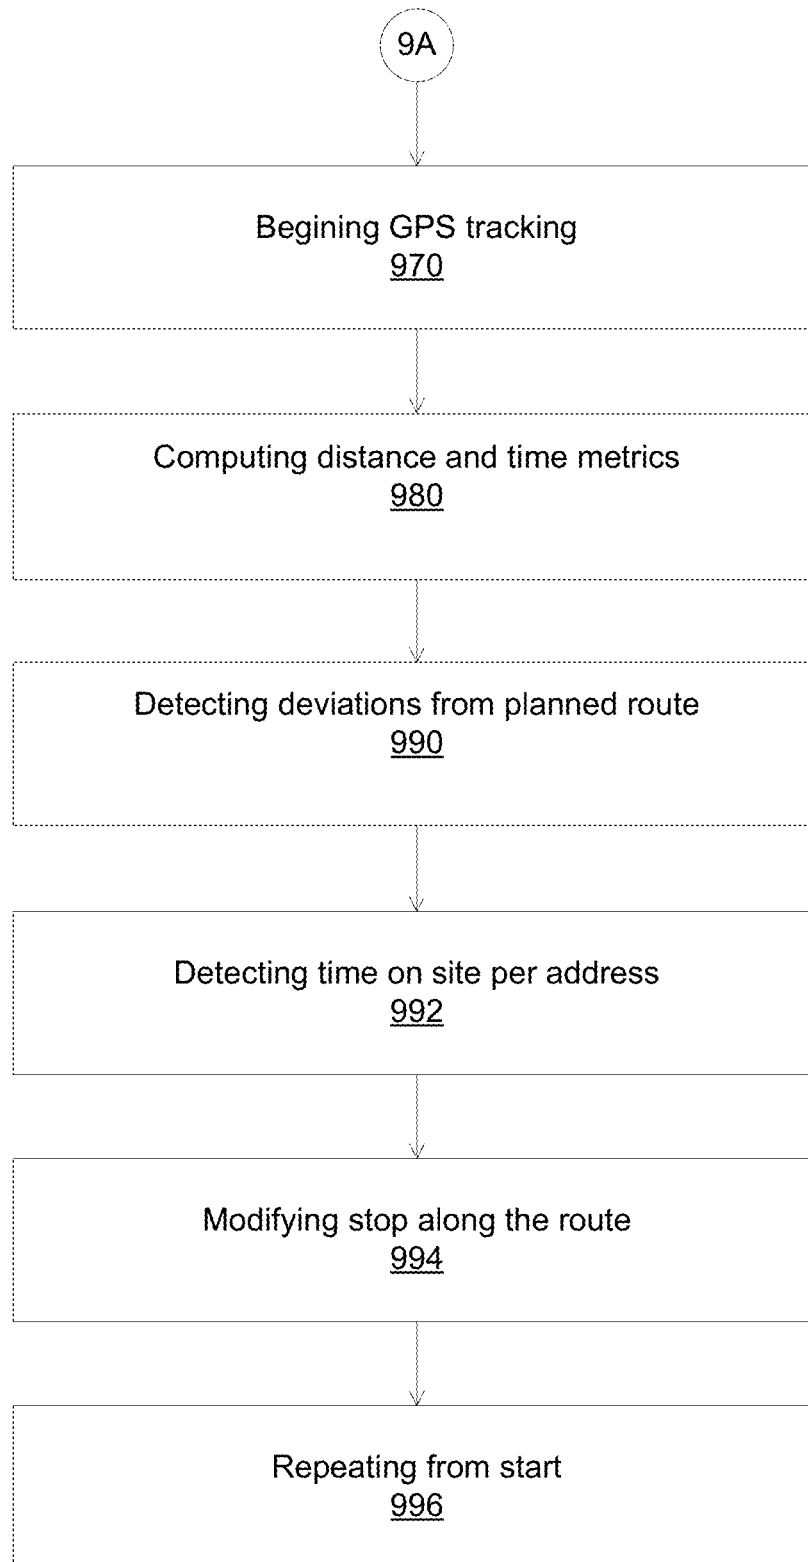 9A
Begining GPS tracking
970
Computing distance and time metrics
980
Detecting deviations from planned route
990
Detecting time on site per address
992
Modifying stop along the route
994
Repeating from start
996